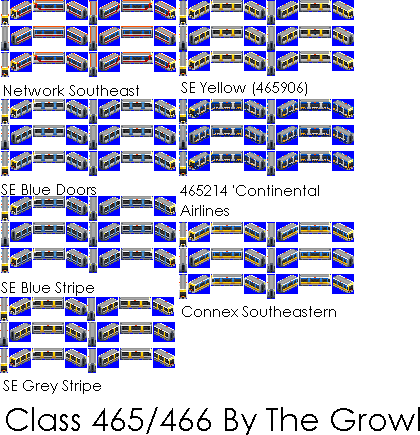 Network Southeast
SE Yellow (465906)
SE Blue Doors
465214 'Continental
Airlines
SE Blue Stripe
Connex Southeastern
SE Grey Stripe
Class 465/466 By The Growl